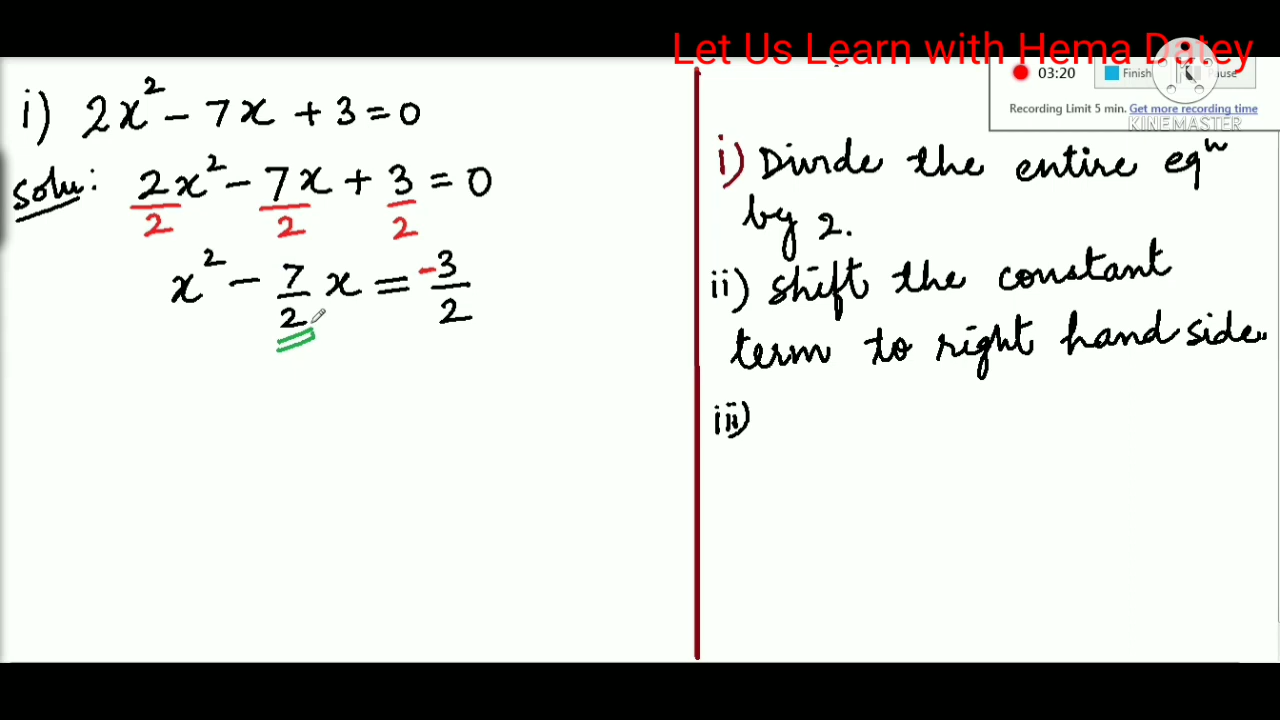 Let Us Learn with Hema Datey
03:20
Finish
Pause
Recording Limit 5 min. Get more recording time
KINEMASTER
i) 2x² - 7x + 3 = 0
Solu: 2x²/2 - 7x/2 + 3/2 = 0
x² - 7/2 x = -3/2
i) Divide the entire eqⁿ
by 2.
ii) Shift the constant
term to right hand side.
iii)